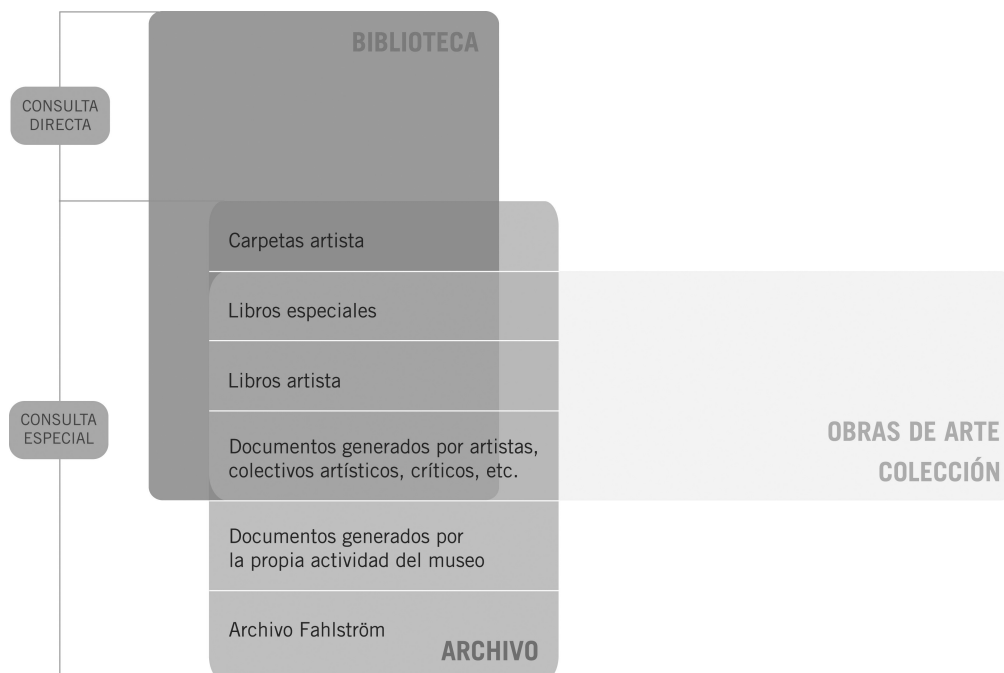 BIBLIOTECA
CONSULTA
DIRECTA
Carpetas artista
Libros especiales
Libros artista
CONSULTA
ESPECIAL
Documentos generados por artistas,
colectivos artísticos, críticos, etc.
OBRAS DE ARTE
COLECCIÓN
Documentos generados por
la propia actividad del museo
Archivo Fahlström
ARCHIVO